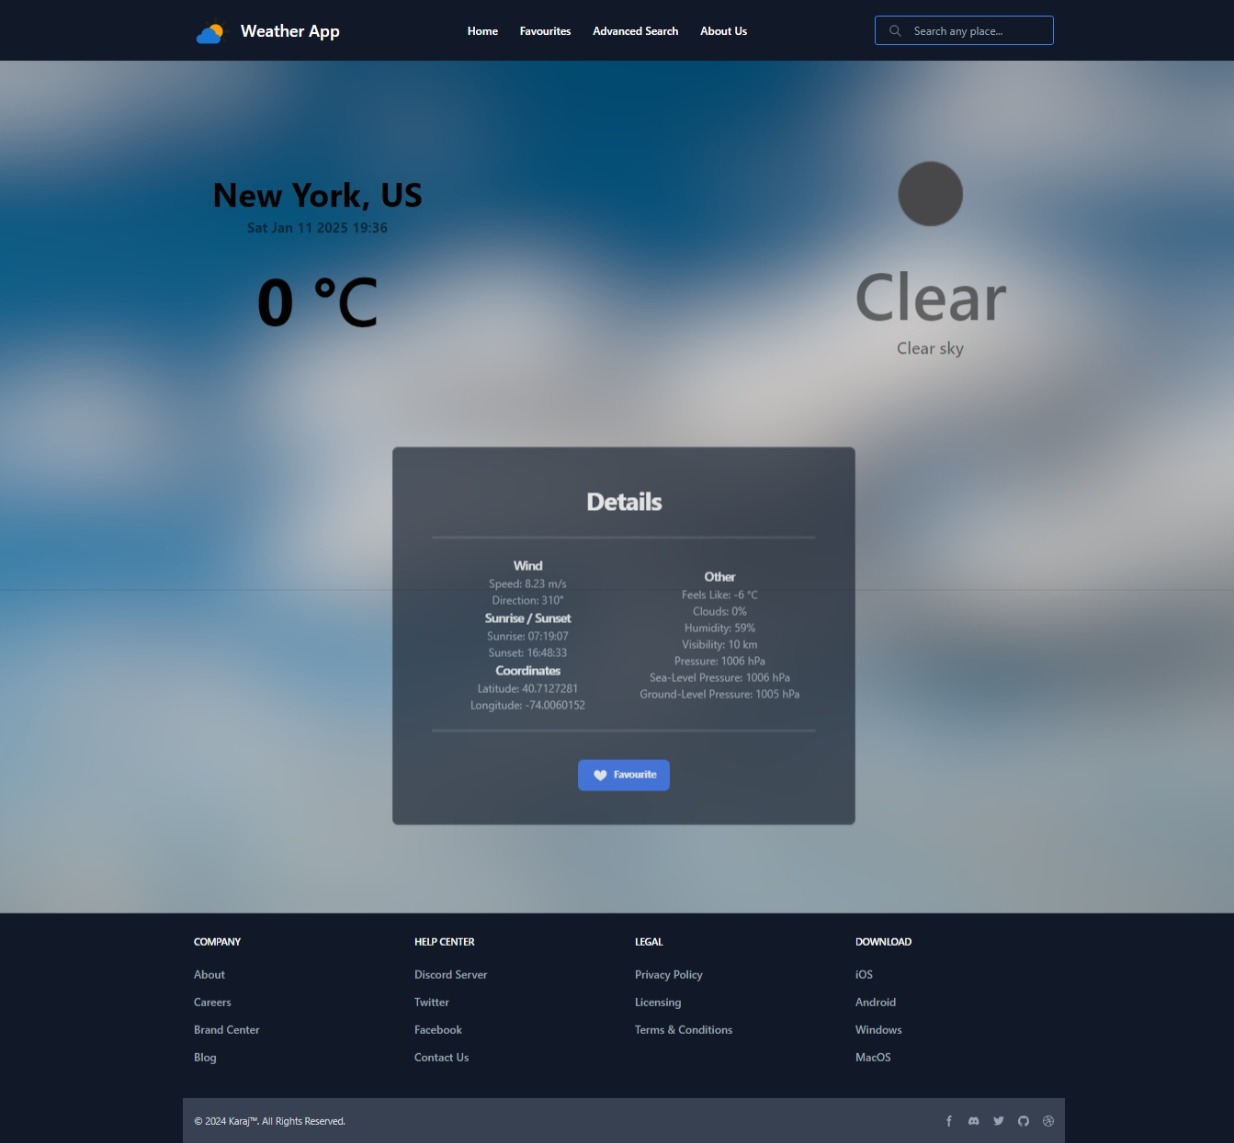 Weather App
Home
Favourites
Advanced Search
About Us
Search any place...
New York, US
Sat Jan 11 2025 19:36
0 °C
Clear
Clear sky
Details
Wind
Speed: 8.23 m/s
Direction: 310°
Sunrise / Sunset
Sunrise: 07:19:07
Sunset: 16:48:33
Coordinates
Latitude: 40.7127281
Longitude: -74.0060152
Other
Feels Like: -6 °C
Clouds: 0%
Humidity: 59%
Visibility: 10 km
Pressure: 1006 hPa
Sea-Level Pressure: 1006 hPa
Ground-Level Pressure: 1005 hPa
Favourite
COMPANY
About
Careers
Brand Center
Blog
HELP CENTER
Discord Server
Twitter
Facebook
Contact Us
LEGAL
Privacy Policy
Licensing
Terms & Conditions
DOWNLOAD
iOS
Android
Windows
MacOS
© 2024 Karaj™. All Rights Reserved.